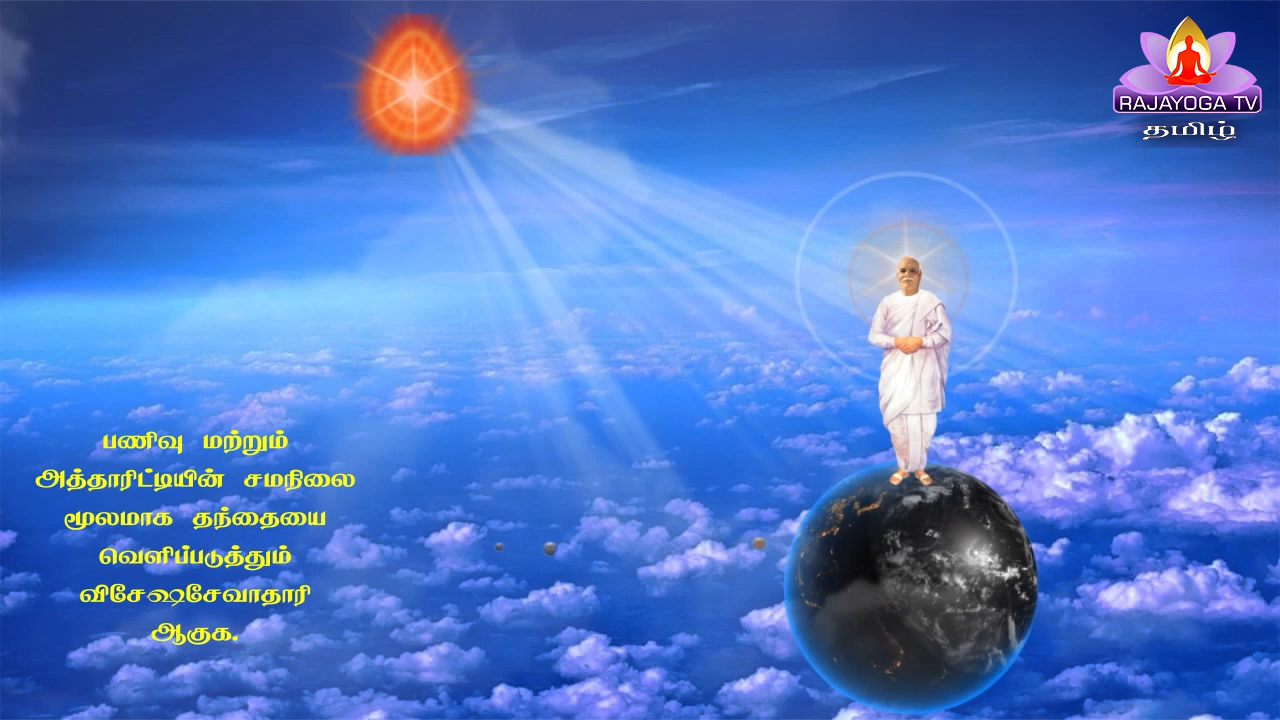 RAJAYOGA TV
தமிழ்
பணிவு மற்றும்
அத்தாரிட்டியின் சமநிலை
மூலமாக தந்தையை
வெளிப்படுத்தும்
விசேஷசேவாதாரி
ஆகுக.